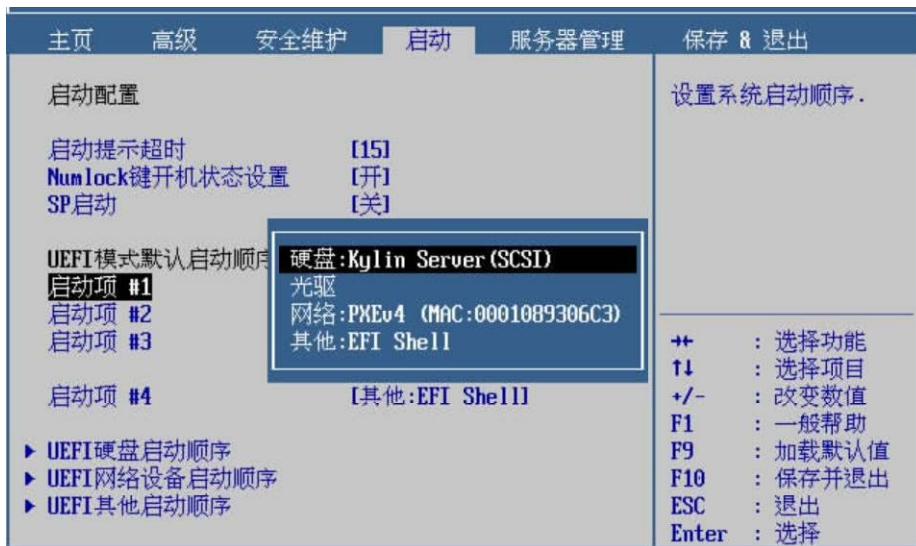 主页 高级 安全维护 启动 服务器管理 保存 & 退出
启动配置
启动提示超时 [15]
Numlock键开机状态设置 [开]
SP启动 [关]
UEFI模式默认启动顺序
启动项 #1
启动项 #2
启动项 #3
启动项 #4 [其他:EFI Shell]
UEFI硬盘启动顺序
UEFI网络设备启动顺序
UEFI其他启动顺序
硬盘:Kylin Server(SCSI)
光驱
网络:PXEv4 (MAC:0001089306C3)
其他:EFI Shell
设置系统启动顺序.
→← : 选择功能
↑↓ : 选择项目
+/- : 改变数值
F1 : 一般帮助
F9 : 加载默认值
F10 : 保存并退出
ESC : 退出
Enter : 选择